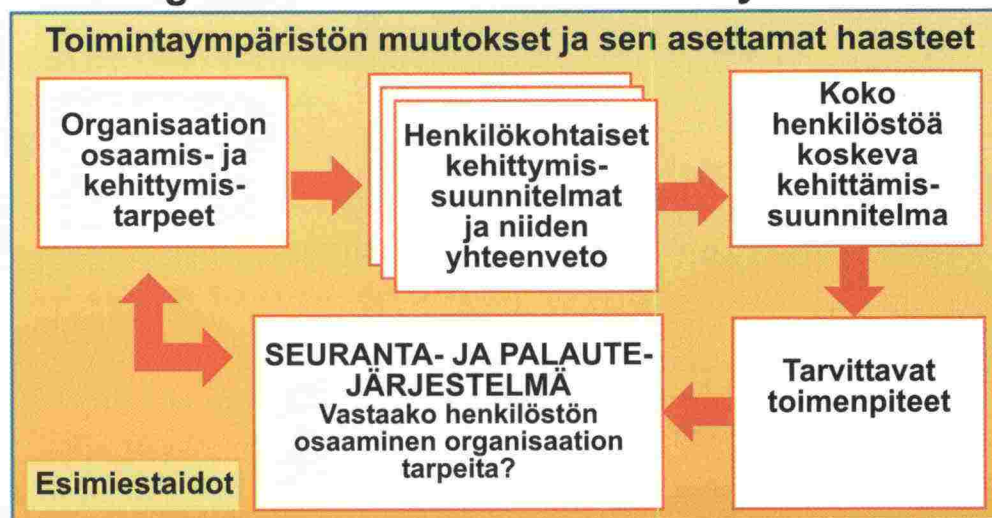 Toimintaympäristön muutokset ja sen asettamat haasteet
Organisaation
osaamis- ja
kehittymis-
tarpeet
Henkilökohtaiset
kehittymis-
suunnitelmat
ja niiden
yhteenveto
Koko
henkilöstöä
koskeva
kehittämis-
suunnitelma
Tarvittavat
toimenpiteet
SEURANTA- JA PALAUTE-
JÄRJESTELMÄ
Vastaako henkilöstön
osaaminen organisaation
tarpeita?
Esimiestaidot